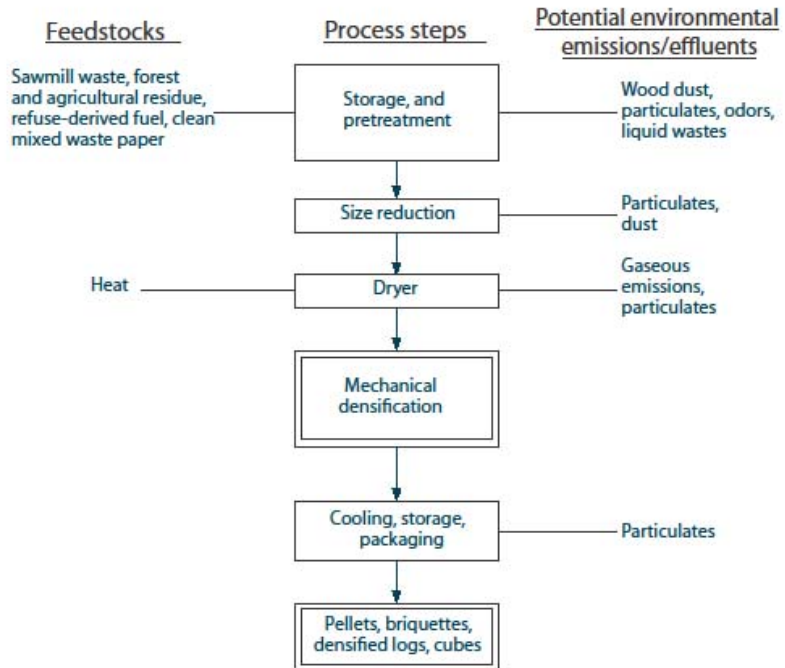 Feedstocks
Process steps
Potential environmental
emissions/effluents
Sawmill waste, forest
and agricultural residue,
refuse-derived fuel, clean
mixed waste paper
Storage, and
pretreatment
Wood dust,
particulates, odors,
liquid wastes
Size reduction
Particulates,
dust
Heat
Dryer
Gaseous
emissions,
particulates
Mechanical
densification
Cooling, storage,
packaging
Particulates
Pellets, briquettes,
densified logs, cubes